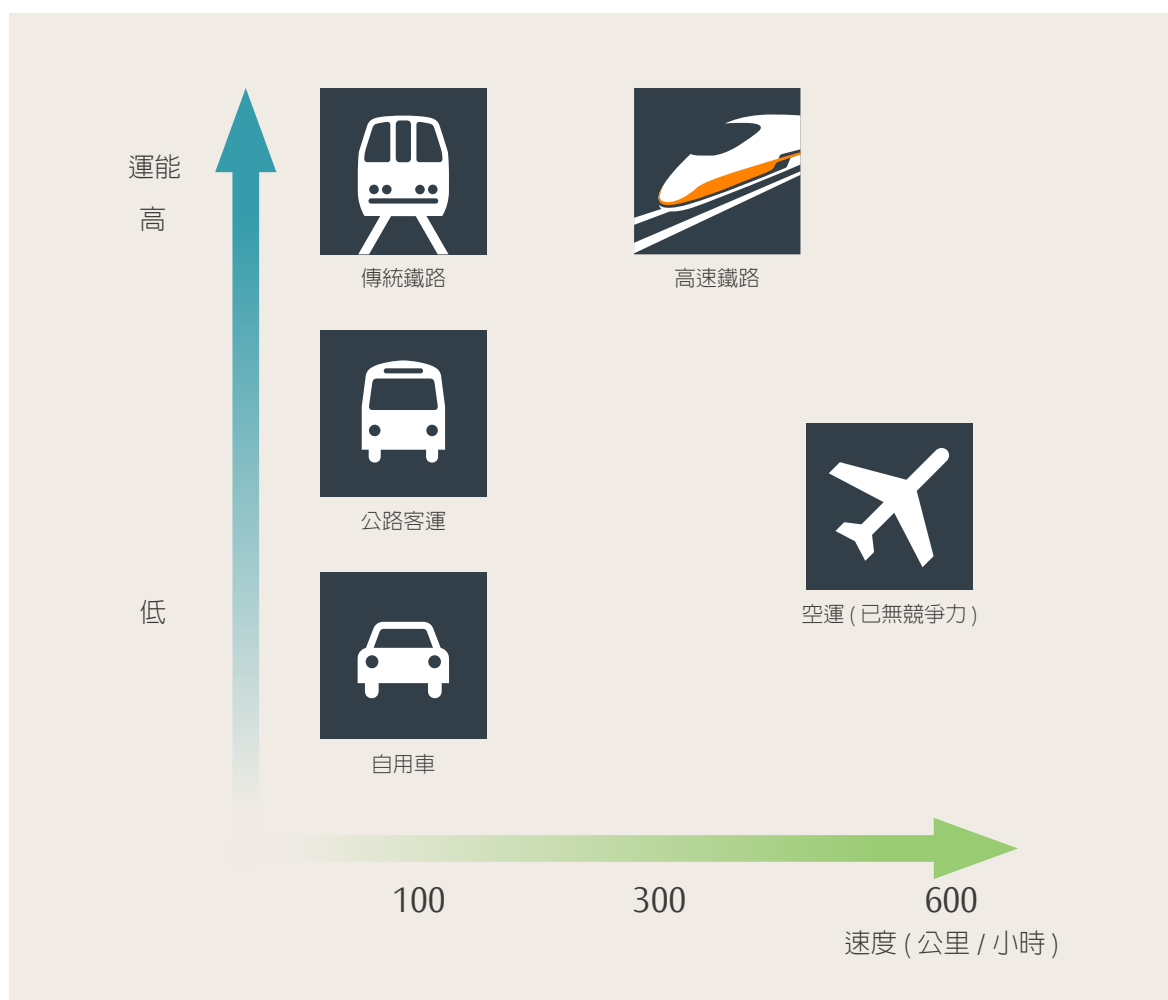 運能
高
傳統鐵路
高速鐵路
公路客運
低
空運 ( 已無競爭力 )
自用車
100
300
600
速度 ( 公里 / 小時 )